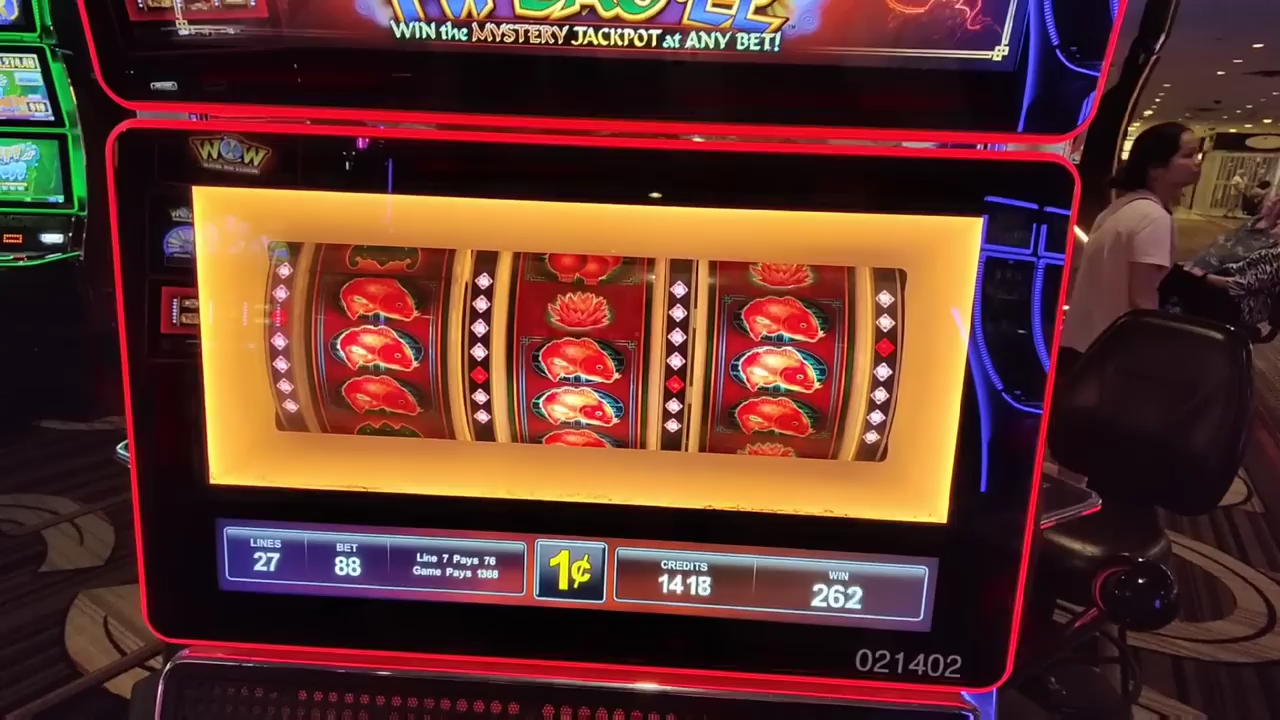 WIN the MYSTERY JACKPOT at ANY BET!
WOW
LINES
27
BET
88
Line 7 Pays 76
Game Pays 1368
1¢
CREDITS
1418
WIN
262
021402